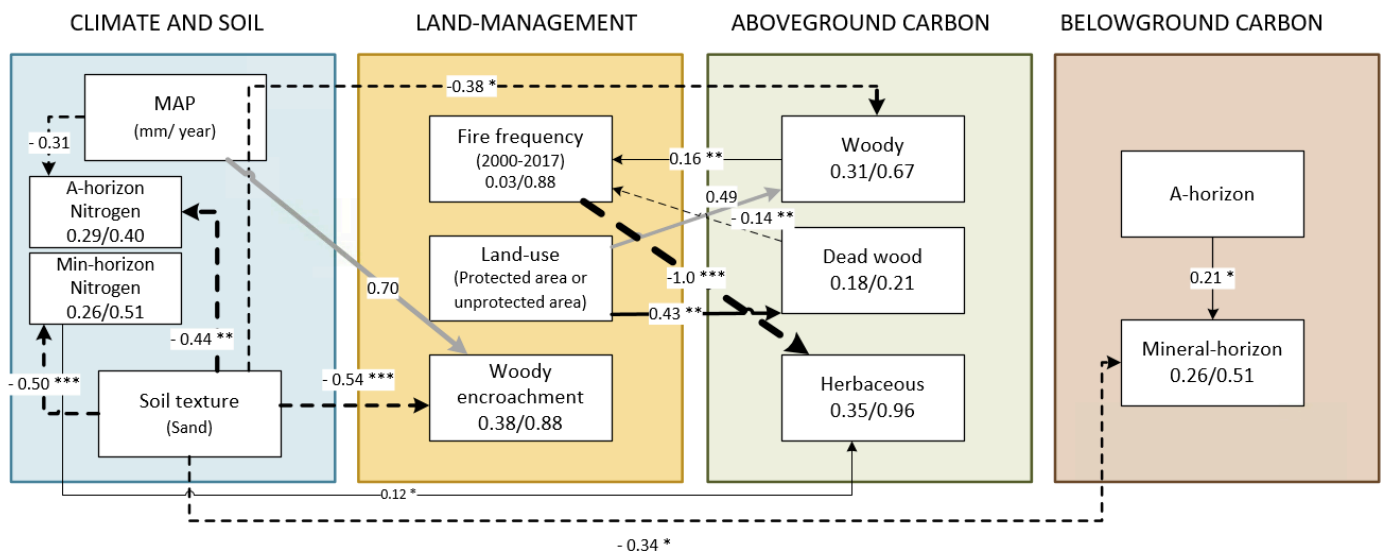 CLIMATE AND SOIL
LAND-MANAGEMENT
ABOVEGROUND CARBON
BELOWGROUND CARBON
MAP
(mm/ year)
- 0.31
A-horizon
Nitrogen
0.29/0.40
Min-horizon
Nitrogen
0.26/0.51
- 0.44 **
- 0.50 ***
Soil texture
(Sand)
0.70
- 0.54 ***
-0.38 *
Fire frequency
(2000-2017)
0.03/0.88
Land-use
(Protected area or
unprotected area)
Woody
encroachment
0.38/0.88
0.16 **
0.49
- 0.14 **
-1.0 ***
0.43 **
Woody
0.31/0.67
Dead wood
0.18/0.21
Herbaceous
0.35/0.96
A-horizon
0.21 *
Mineral-horizon
0.26/0.51
0.12 *
- 0.34 *